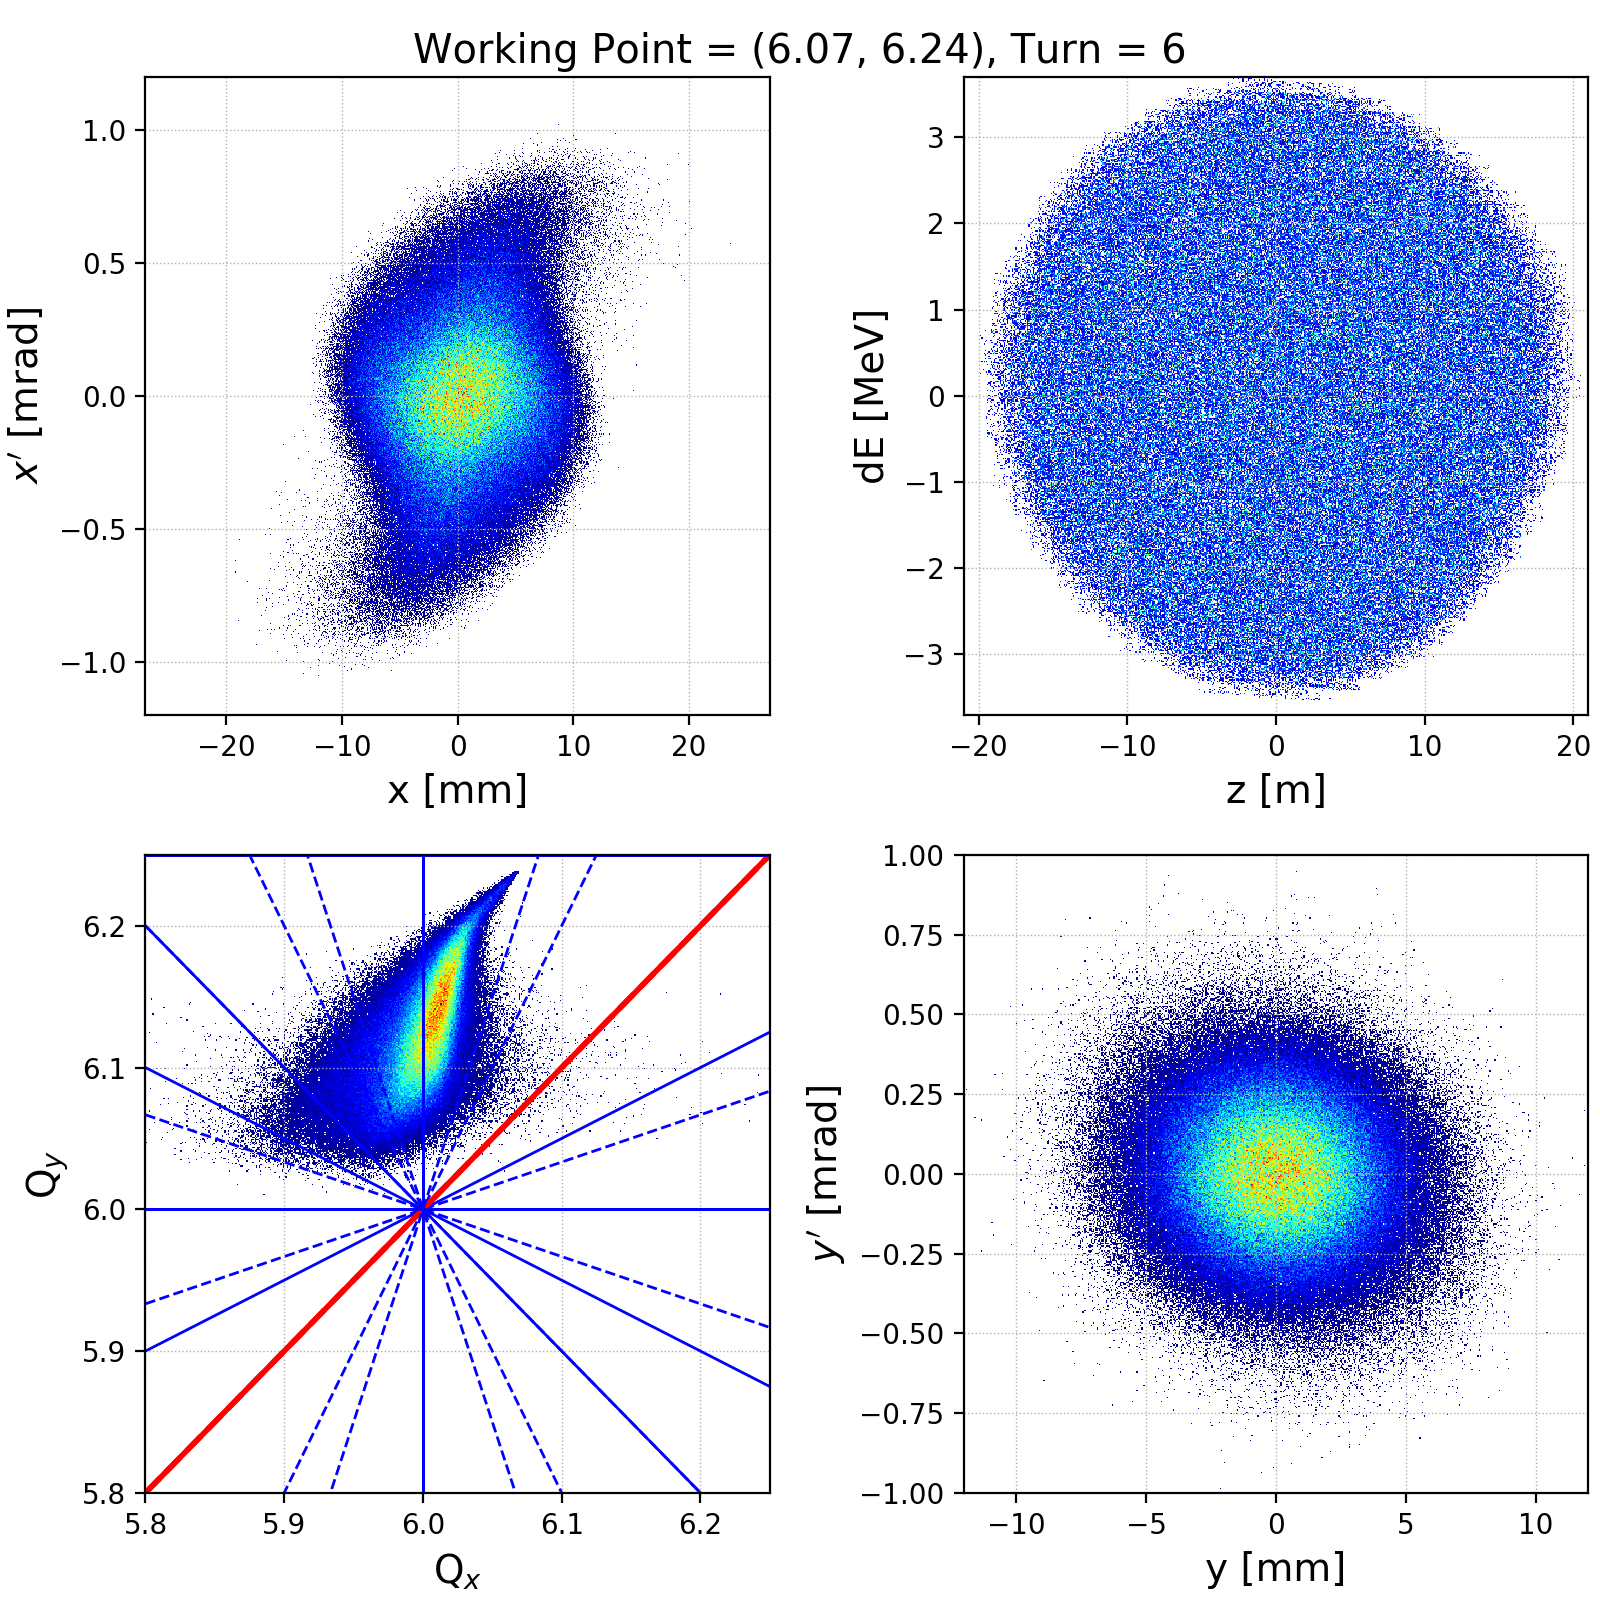 Working Point = (6.07, 6.24), Turn = 6
1.0
0.5
0.0
−0.5
−1.0
x′ [mrad]
−20 −10 0 10 20
x [mm]
3
2
1
0
−1
−2
−3
dE [MeV]
−20 −10 0 10 20
z [m]
6.2
6.1
6.0
5.9
5.8
Qy
5.8 5.9 6.0 6.1 6.2
Qx
1.00
0.75
0.50
0.25
0.00
−0.25
−0.50
−0.75
−1.00
y′ [mrad]
−10 −5 0 5 10
y [mm]